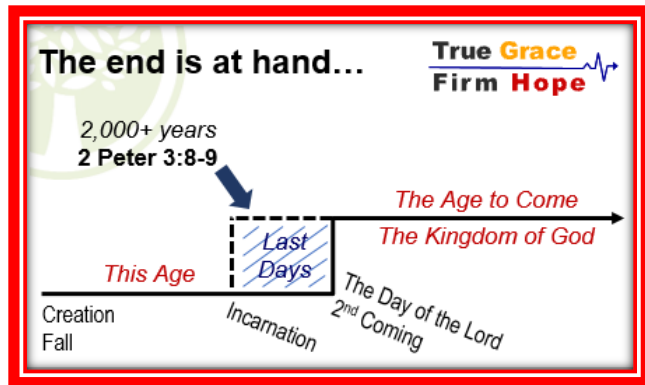 The end is at hand…
True Grace
Firm Hope
2,000+ years
2 Peter 3:8-9
The Age to Come
Last
Days
The Kingdom of God
This Age
Creation
Fall
Incarnation
The Day of the Lord
2nd Coming